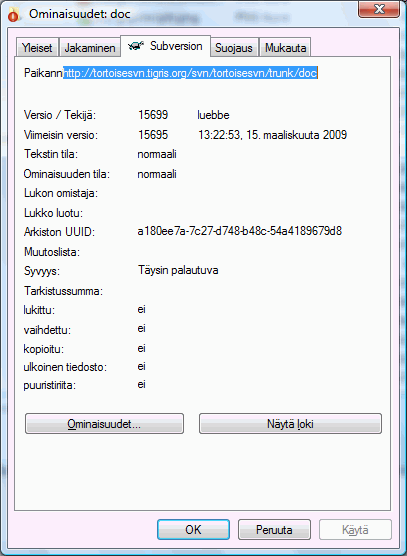 Ominaisuudet: doc
Yleiset Jakaminen Subversion Suojaus Mukauta
Paikann http://tortoisesvn.tigris.org/svn/tortoisesvn/trunk/doc
Versio / Tekijä: 15699 luebbe
Viimeisin versio: 15695 13:22:53, 15. maaliskuuta 2009
Tekstin tila: normaali
Ominaisuuden tila: normaali
Lukon omistaja:
Lukko luotu:
Arkiston UUID: a180ee7a-7c27-d748-b48c-54a4189679d8
Muutoslista:
Syvyys: Täysin palautuva
Tarkistussumma:
lukittu: ei
vaihdettu: ei
kopioitu: ei
ulkoinen tiedosto: ei
puuristiriita: ei
Ominaisuudet... Näytä loki
OK Peruuta Käytä